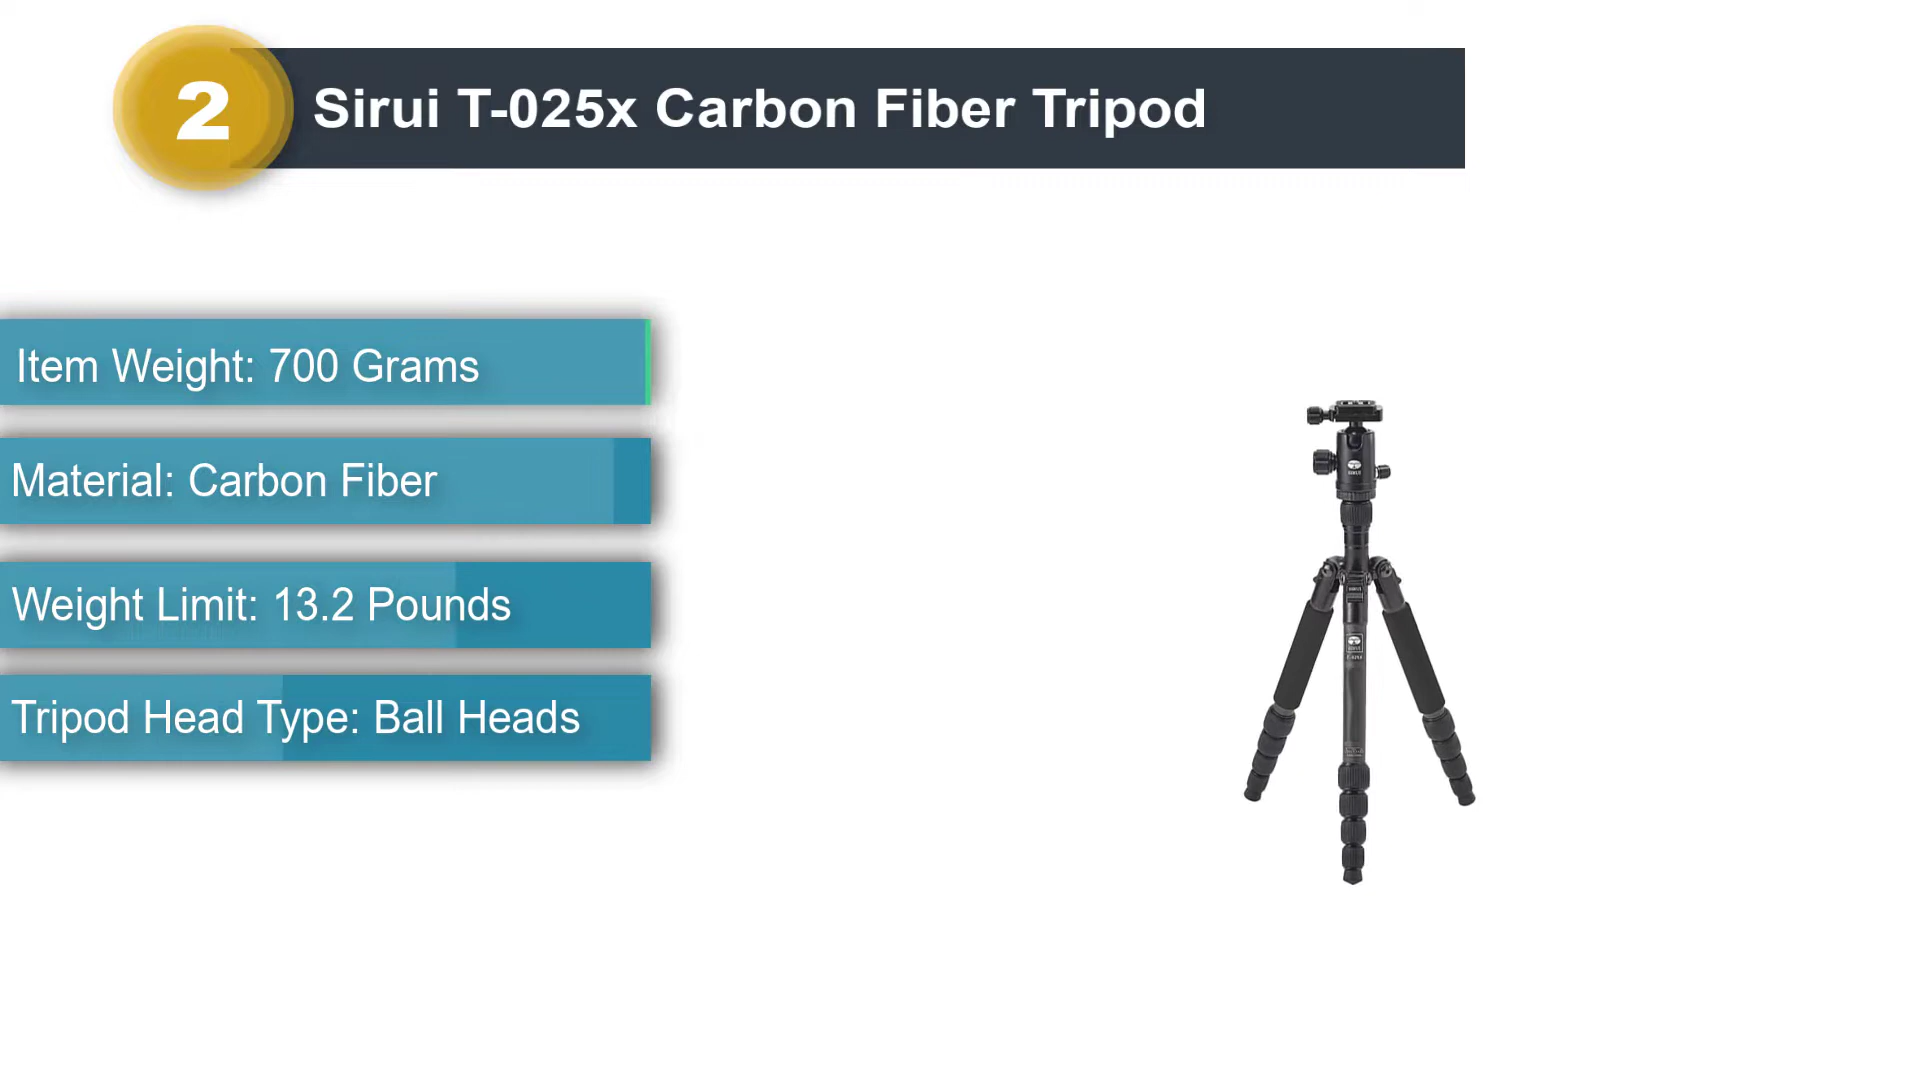 2
Sirui T-025x Carbon Fiber Tripod
Item Weight: 700 Grams
Material: Carbon Fiber
Weight Limit: 13.2 Pounds
Tripod Head Type: Ball Heads